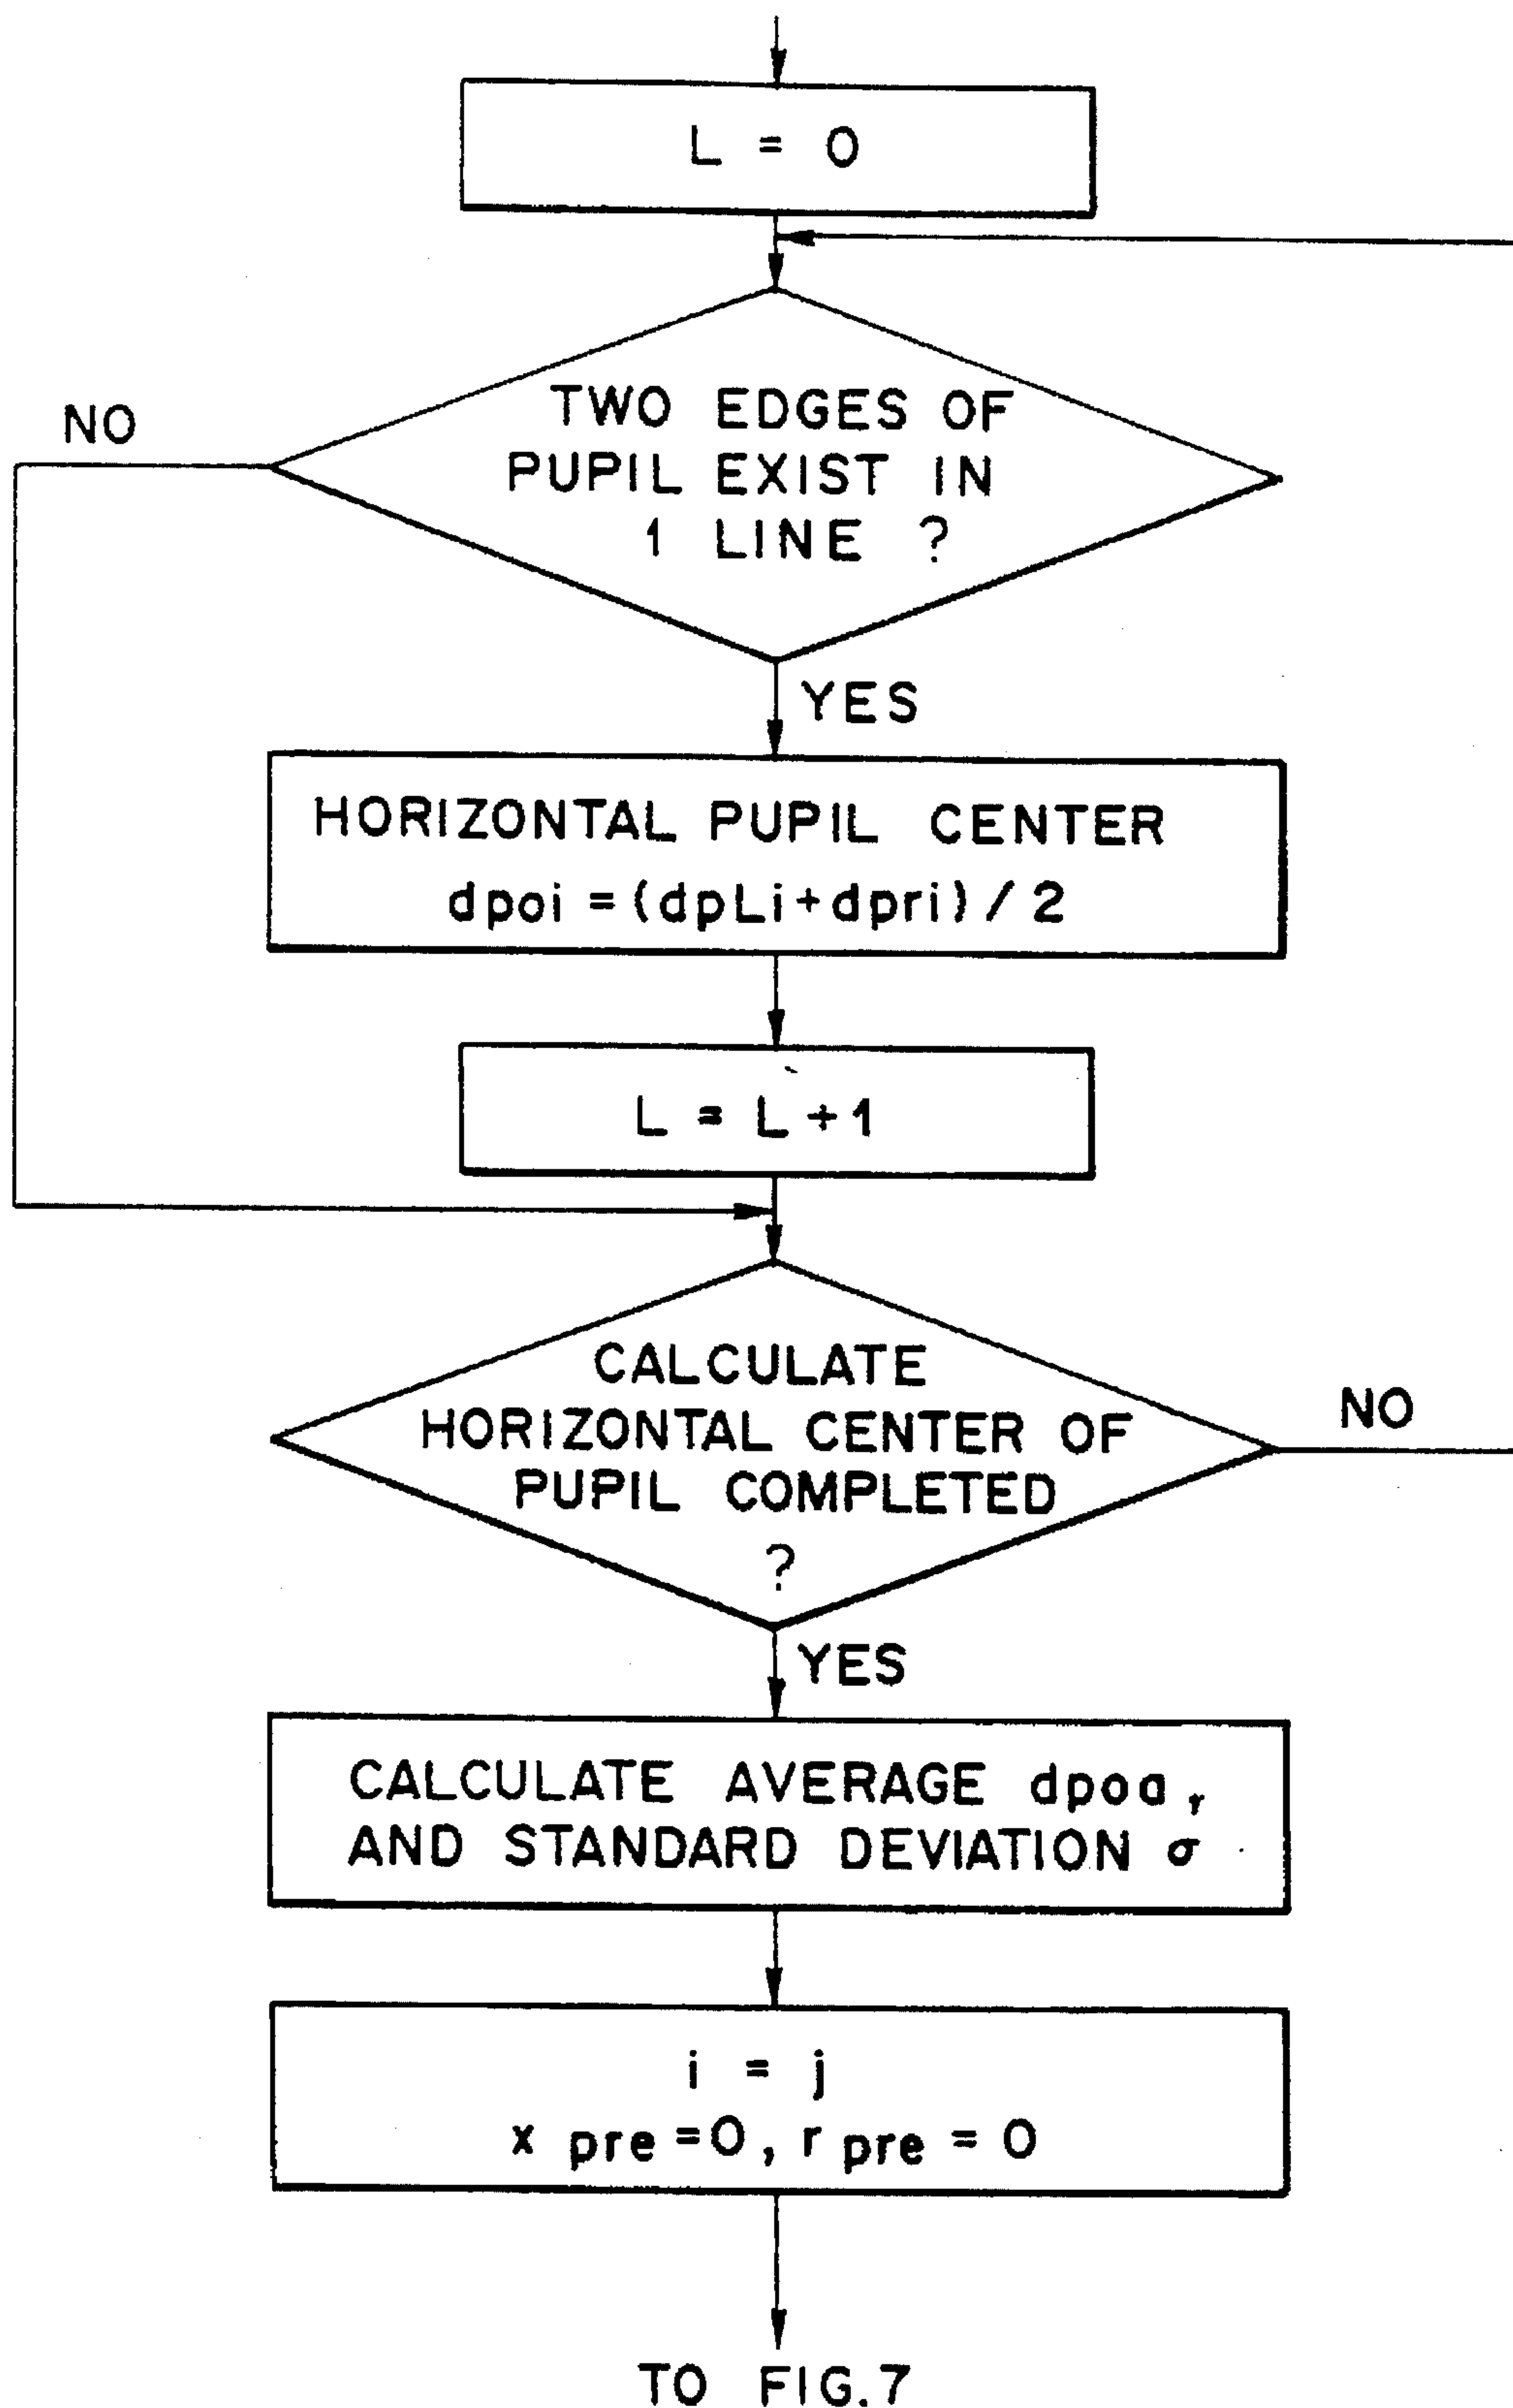 L = 0
NO
TWO EDGES OF
PUPIL EXIST IN
1 LINE ?
YES
HORIZONTAL PUPIL CENTER
dpoi = (dpLi+dpri) / 2
L = L +1
CALCULATE
HORIZONTAL CENTER OF
PUPIL COMPLETED
?
NO
YES
CALCULATE AVERAGE dpoa,
AND STANDARD DEVIATION σ
i = j
x pre =0, r pre = 0
TO FIG.7